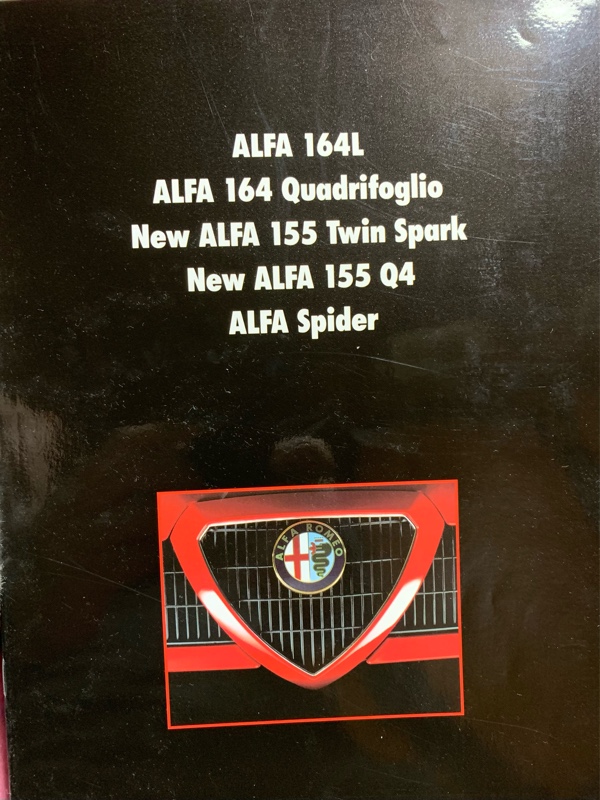 ALFA 164L
ALFA 164 Quadrifoglio
New ALFA 155 Twin Spark
New ALFA 155 Q4
ALFA Spider
ALFA ROMEO